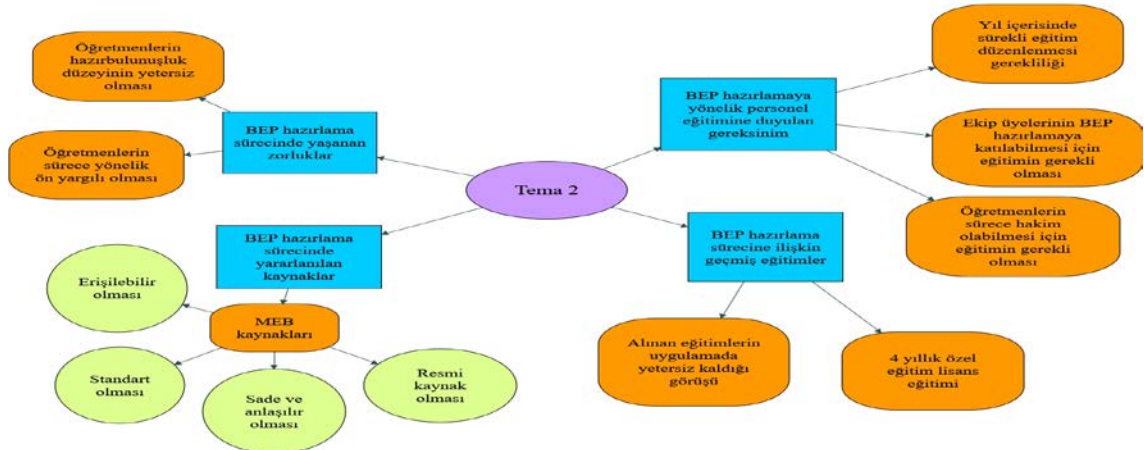 Öğretmenlerin
hazırbulunuşluk
düzeyinin yetersiz
olması
BEP hazırlama
sürecinde yaşanan
zorluklar
Öğretmenlerin
sürece yönelik
ön yargılı olması
BEP hazırlamaya
yönelik personel
eğitimine duyulan
gereksinim
Yıl içerisinde
sürekli eğitim
düzenlenmesi
gerekliliği
Ekip üyelerinin BEP
hazırlamaya
katılabilmesi için
eğitimin gerekli
olması
Öğretmenlerin
sürece hakim
olabilmesi için
eğitimin gerekli
olması
Tema 2
BEP hazırlama
sürecinde
yararlanılan
kaynaklar
Erişilebilir
olması
MEB
kaynakları
Standart
olması
Sade ve
anlaşılır
olması
Resmi
kaynak
olması
BEP hazırlama
sürecine ilişkin
geçmiş eğitimler
Alınan eğitimlerin
uygulamada
yetersiz kaldığı
görüşü
4 yıllık özel
eğitim lisans
eğitimi